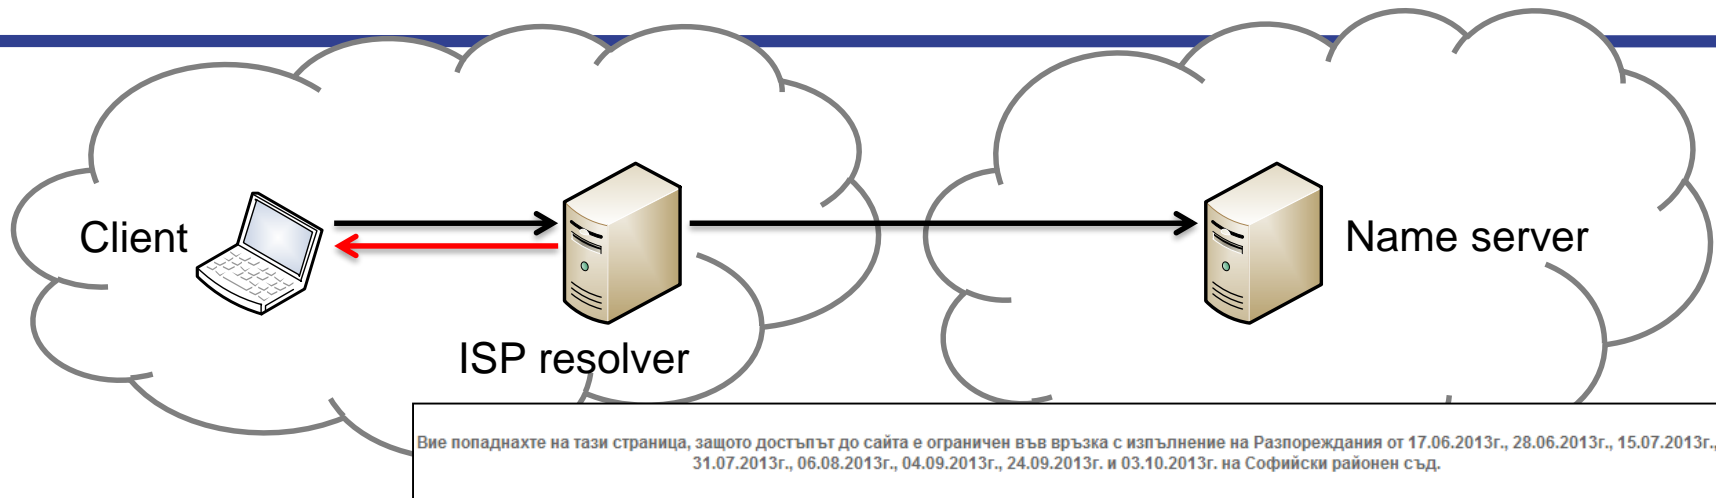 Client
Name server
ISP resolver
Вие попаднахте на тази страница, защото достъпът до сайта е ограничен във връзка с изпълнение на Разпореждания от 17.06.2013г., 28.06.2013г., 15.07.2013г.,
31.07.2013г., 06.08.2013г., 04.09.2013г., 24.09.2013г. и 03.10.2013г. на Софийски районен съд.